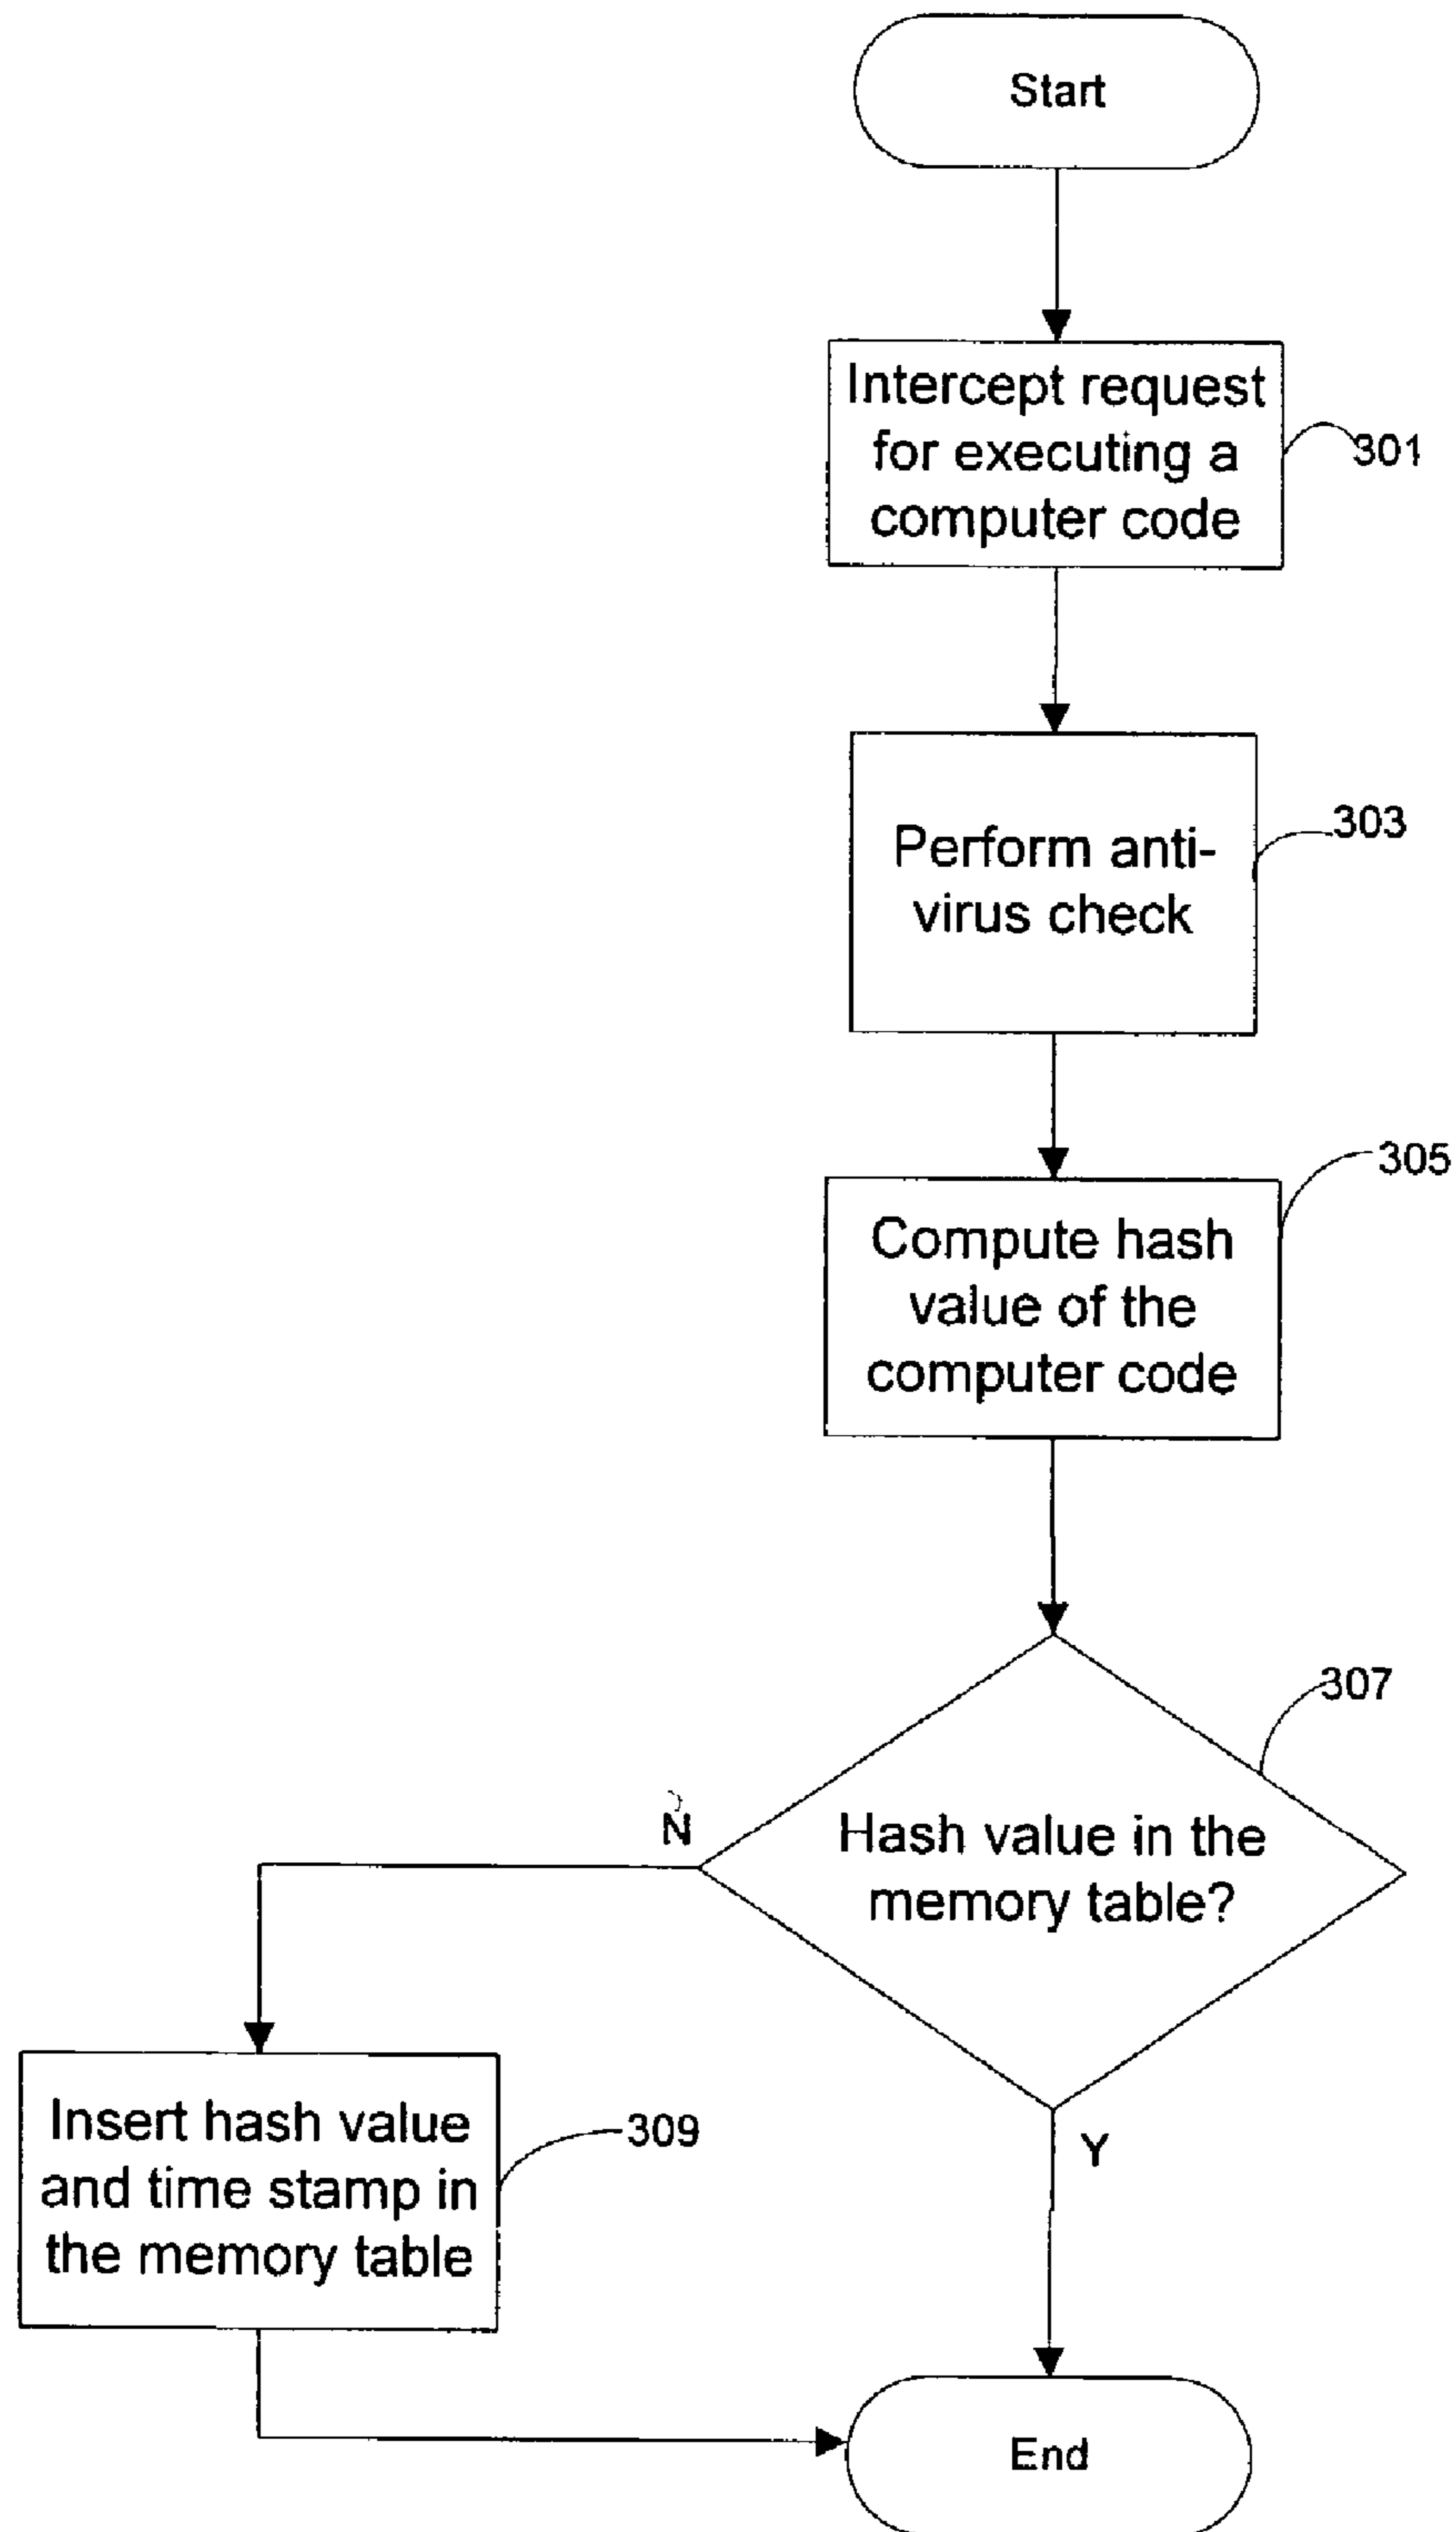 Start
Intercept request
for executing a
computer code
301
Perform anti-
virus check
303
Compute hash
value of the
computer code
305
307
N
Hash value in the
memory table?
Insert hash value
and time stamp in
the memory table
309
Y
End